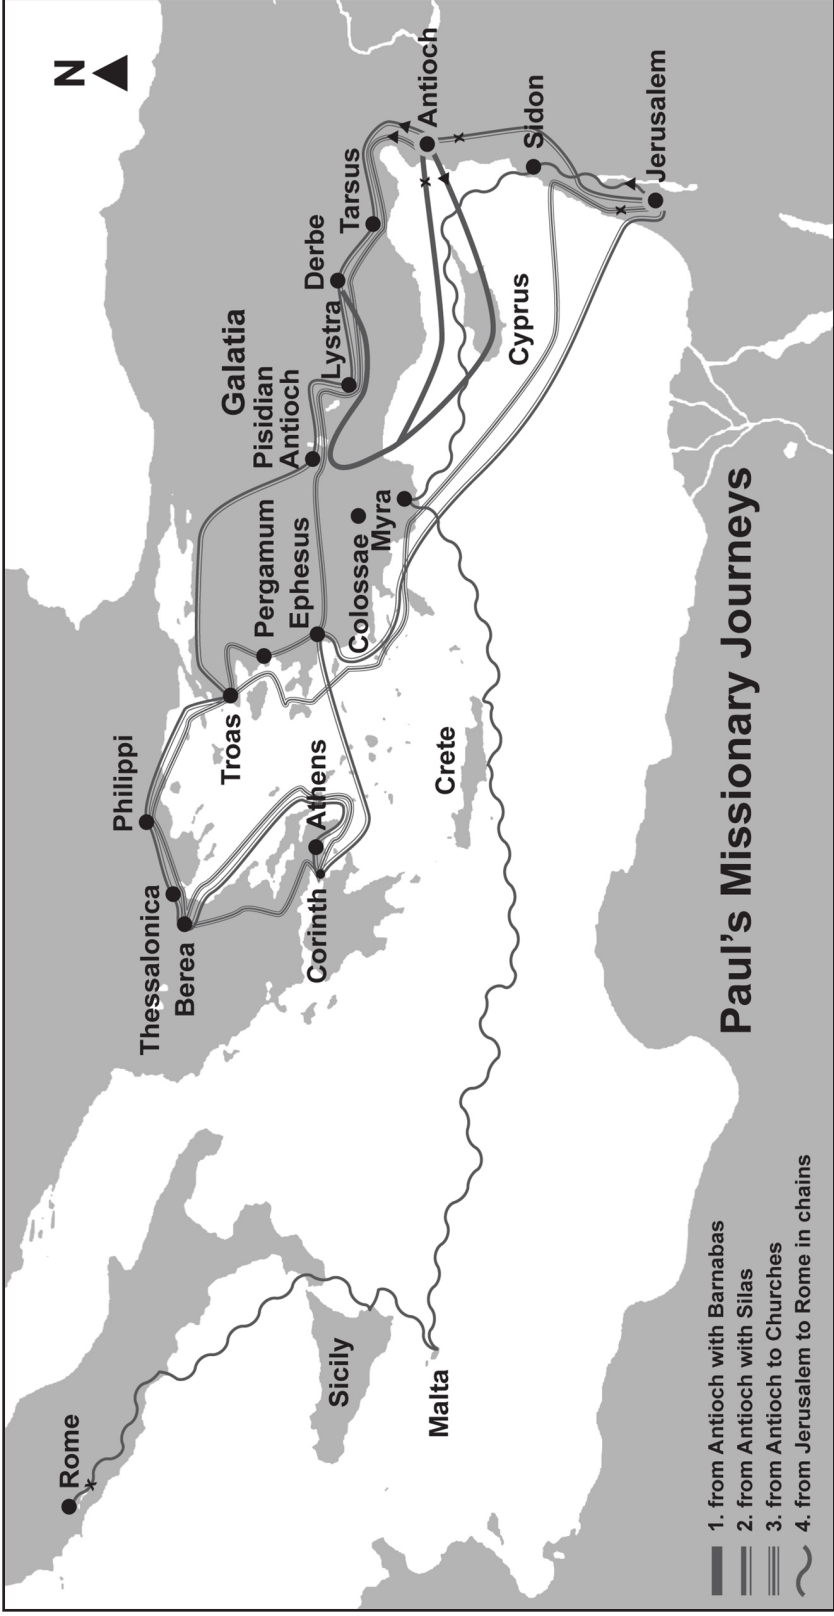 N
Rome
Sicily
Malta
Philippi
Thessalonica
Berea
Corinth
Athens
Crete
Troas
Pergamum
Ephesus
Colossae
Myra
Galatia
Pisidian
Antioch
Lystra
Derbe
Tarsus
Antioch
Cyprus
Sidon
Jerusalem
Paul's Missionary Journeys
1. from Antioch with Barnabas
2. from Antioch with Silas
3. from Antioch to Churches
4. from Jerusalem to Rome in chains